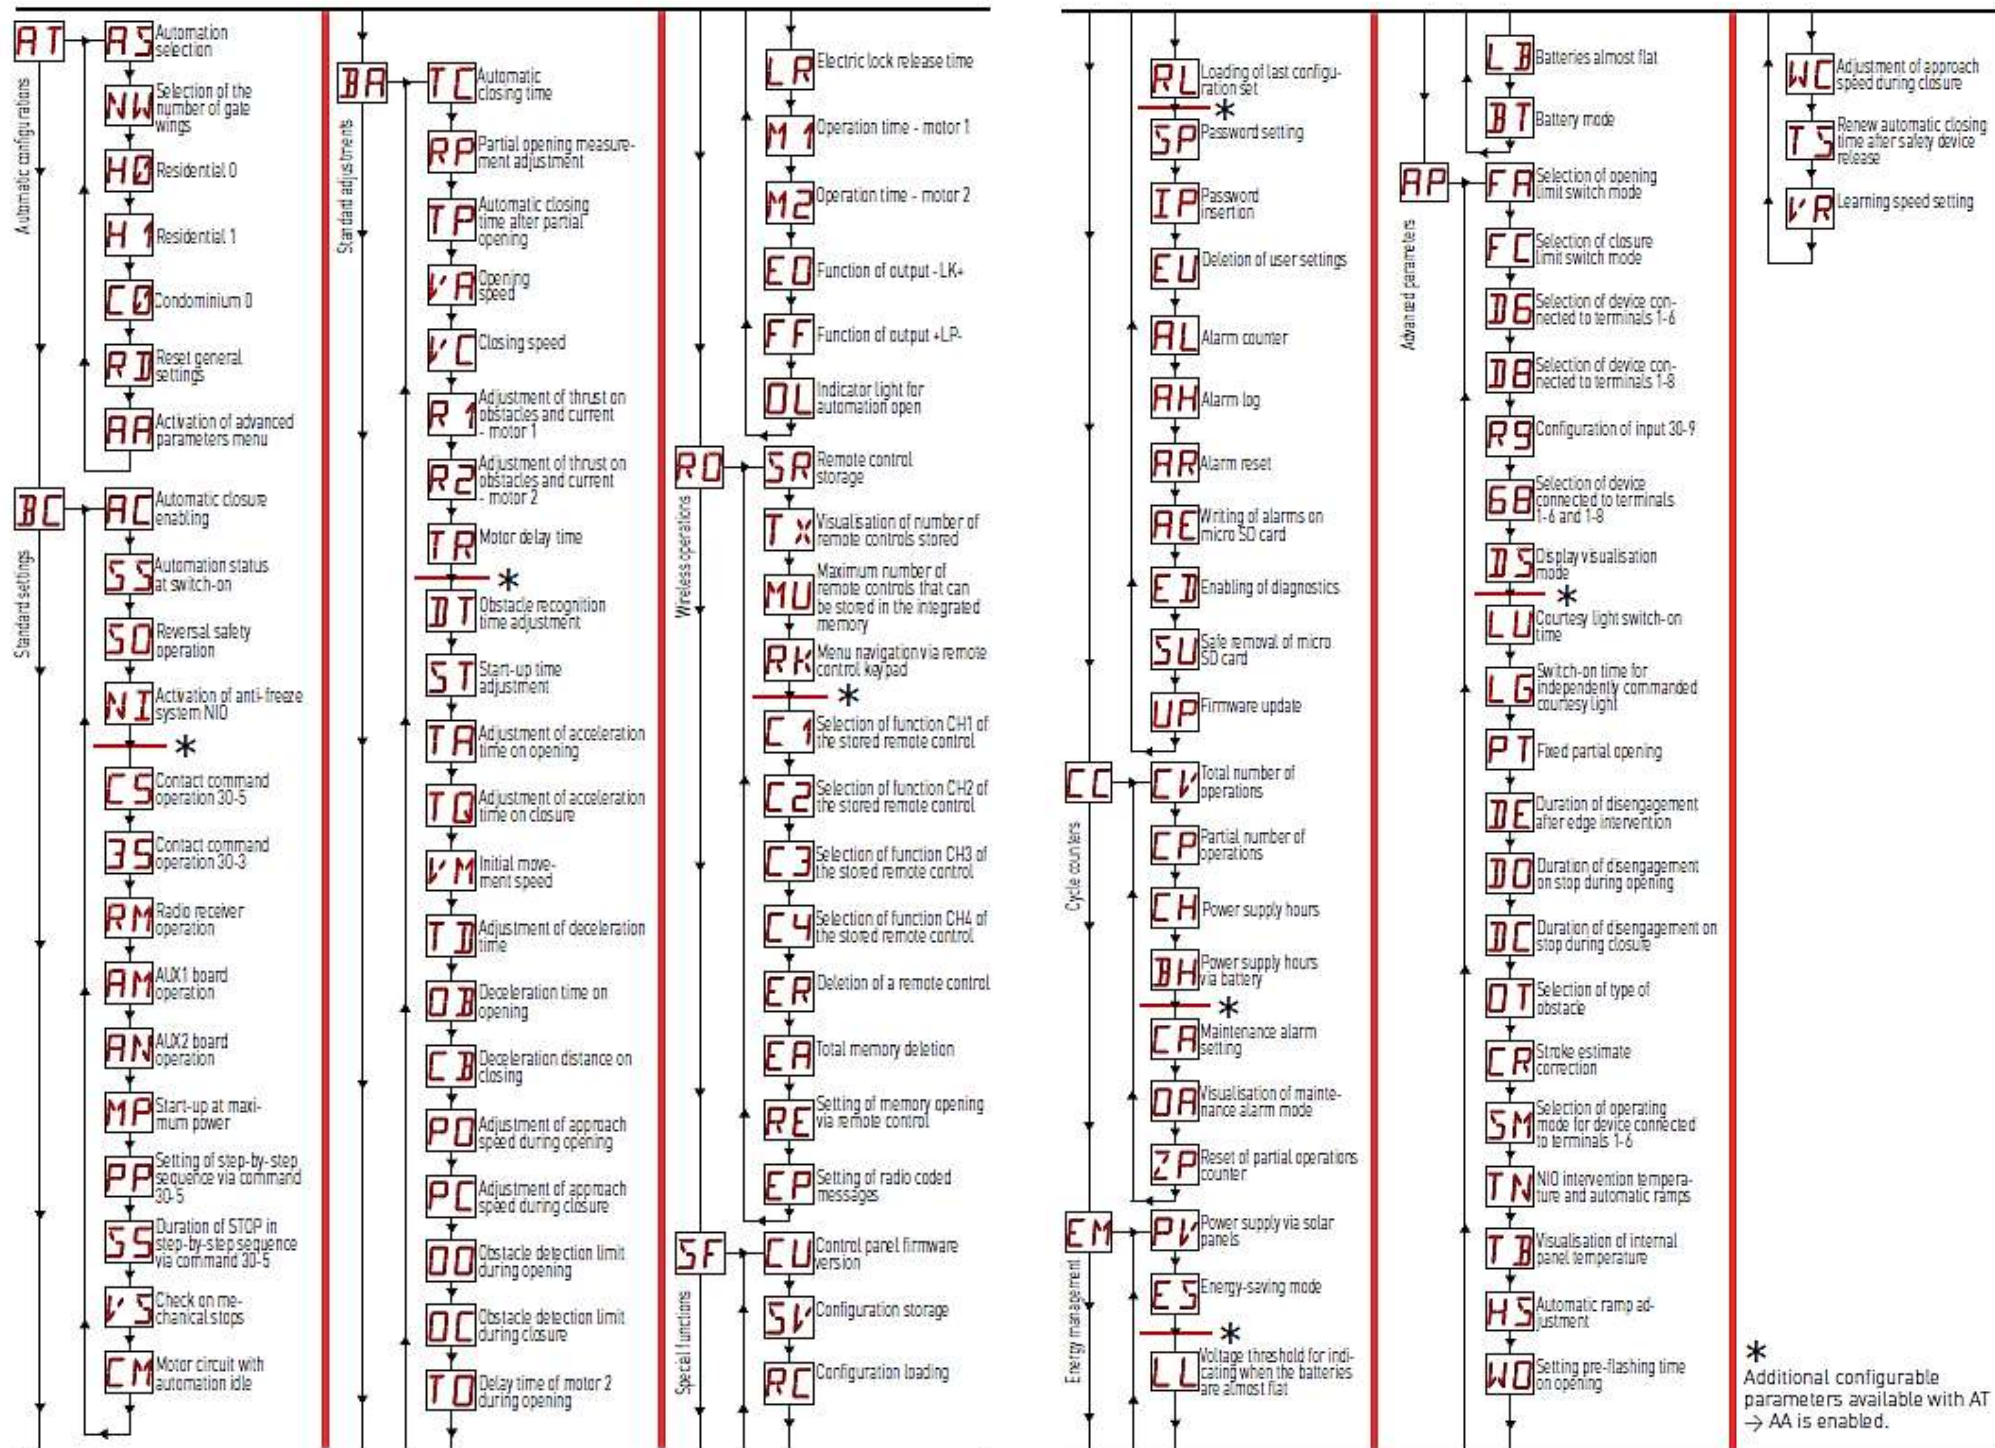 AT
Automatic configurations
AS
Automation
selection
NW
Selection of the
number of gate
wings
H0
Residential 0
H1
Residential 1
C0
Condominium 0
RD
Reset general
settings
AA
Activation of advanced
parameters menu
BC
Standard settings
AC
Automatic closure
enabling
SS
Automation status
at switch-on
SO
Reversal safety
operation
NI
Activation of anti-freeze
system NIO
*
C5
Contact command
operation 30-5
35
Contact command
operation 30-3
RM
Radio receiver
operation
AM
AUX1 board
operation
AN
AUX2 board
operation
MP
Start-up at maxi-
mum power
PP
Setting of step-by-step
sequence via command
30-5
S5
Duration of STOP in
step-by-step sequence
via command 30-5
VS
Check on me-
chanical stops
CM
Motor circuit with
automation idle
BA
Standard adjustments
TC
Automatic
closing time
RP
Partial opening measure-
ment adjustment
TP
Automatic closing
time after partial
opening
VA
Opening
speed
VC
Closing speed
R1
Adjustment of thrust on
obstacles and current
- motor 1
R2
Adjustment of thrust on
obstacles and current
- motor 2
TR
Motor delay time
*
DT
Obstacle recognition
time adjustment
ST
Start-up time
adjustment
TA
Adjustment of acceleration
time on opening
TQ
Adjustment of acceleration
time on closure
VM
Initial move-
ment speed
TD
Adjustment of deceleration
time
OB
Deceleration time on
opening
CB
Deceleration distance on
closing
PO
Adjustment of approach
speed during opening
PC
Adjustment of approach
speed during closure
OO
Obstacle detection limit
during opening
OC
Obstacle detection limit
during closure
TO
Delay time of motor 2
during opening
LR
Electric lock release time
M1
Operation time - motor 1
M2
Operation time - motor 2
EO
Function of output -LK+
FF
Function of output +LP-
OL
Indicator light for
automation open
RO
Wireless operations
SR
Remote control
storage
TX
Visualisation of number of
remote controls stored
MU
Maximum number of
remote controls that can
be stored in the integrated
memory
RK
Menu navigation via remote
control keypad
*
C1
Selection of function CH1 of
the stored remote control
C2
Selection of function CH2 of
the stored remote control
C3
Selection of function CH3 of
the stored remote control
C4
Selection of function CH4 of
the stored remote control
ER
Deletion of a remote control
EA
Total memory deletion
RE
Setting of memory opening
via remote control
EP
Setting of radio coded
messages
SF
Special functions
CU
Control panel firmware
version
SV
Configuration storage
RC
Configuration loading
RL
Loading of last configu-
ration set
*
SP
Password setting
IP
Password
insertion
EU
Deletion of user settings
AL
Alarm counter
AH
Alarm log
AR
Alarm reset
AE
Writing of alarms on
micro SD card
ED
Enabling of diagnostics
SU
Safe removal of micro
SD card
UP
Firmware update
CC
Cycle counters
CV
Total number of
operations
CP
Partial number of
operations
CH
Power supply hours
BH
Power supply hours
via battery
*
CA
Maintenance alarm
setting
OA
Visualisation of mainte-
nance alarm mode
ZP
Reset of partial operations
counter
EM
Energy management
PV
Power supply via solar
panels
ES
Energy-saving mode
*
LL
Voltage threshold for indi-
cating when the batteries
are almost flat
LB
Batteries almost flat
BT
Battery mode
AP
Advanced parameters
FA
Selection of opening
limit switch mode
FC
Selection of closure
limit switch mode
D6
Selection of device con-
nected to terminals 1-6
D8
Selection of device con-
nected to terminals 1-8
R9
Configuration of input 30-9
68
Selection of device
connected to terminals
1-6 and 1-8
DS
Display visualisation
mode
*
LU
Courtesy light switch-on
time
LG
Switch-on time for
independently commanded
courtesy light
PT
Fixed partial opening
DE
Duration of disengagement
after edge intervention
DO
Duration of disengagement
on stop during opening
DC
Duration of disengagement on
stop during closure
OT
Selection of type of
obstacle
CR
Stroke estimate
correction
SM
Selection of operating
mode for device connected
to terminals 1-6
TN
NIO intervention tempera-
ture and automatic ramps
TB
Visualisation of internal
panel temperature
HS
Automatic ramp ad-
justment
WO
Setting pre-flashing time
on opening
WC
Adjustment of approach
speed during closure
TS
Renew automatic closing
time after safety device
release
VR
Learning speed setting
*
Additional configurable
parameters available with AT
→ AA is enabled.